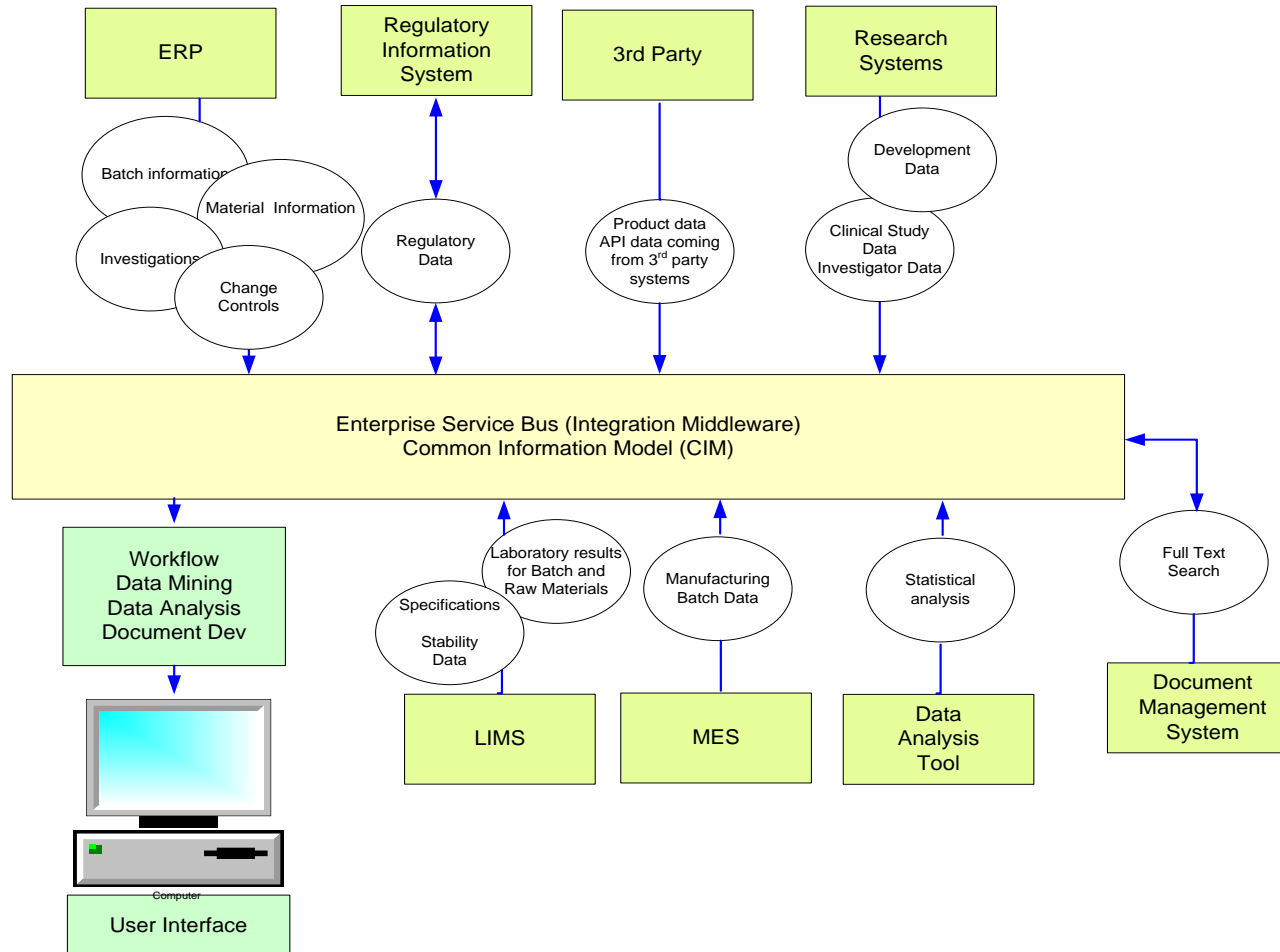 ERP
Regulatory
Information
System
3rd Party
Research
Systems
Batch information
Material Information
Investigations
Change
Controls
Regulatory
Data
Product data
API data coming
from 3rd party
systems
Development
Data
Clinical Study
Data
Investigator Data
Enterprise Service Bus (Integration Middleware)
Common Information Model (CIM)
Workflow
Data Mining
Data Analysis
Document Dev
Laboratory results
for Batch and
Raw Materials
Specifications
Stability
Data
Manufacturing
Batch Data
Statistical
analysis
Full Text
Search
LIMS
MES
Data
Analysis
Tool
Document
Management
System
Computer
User Interface